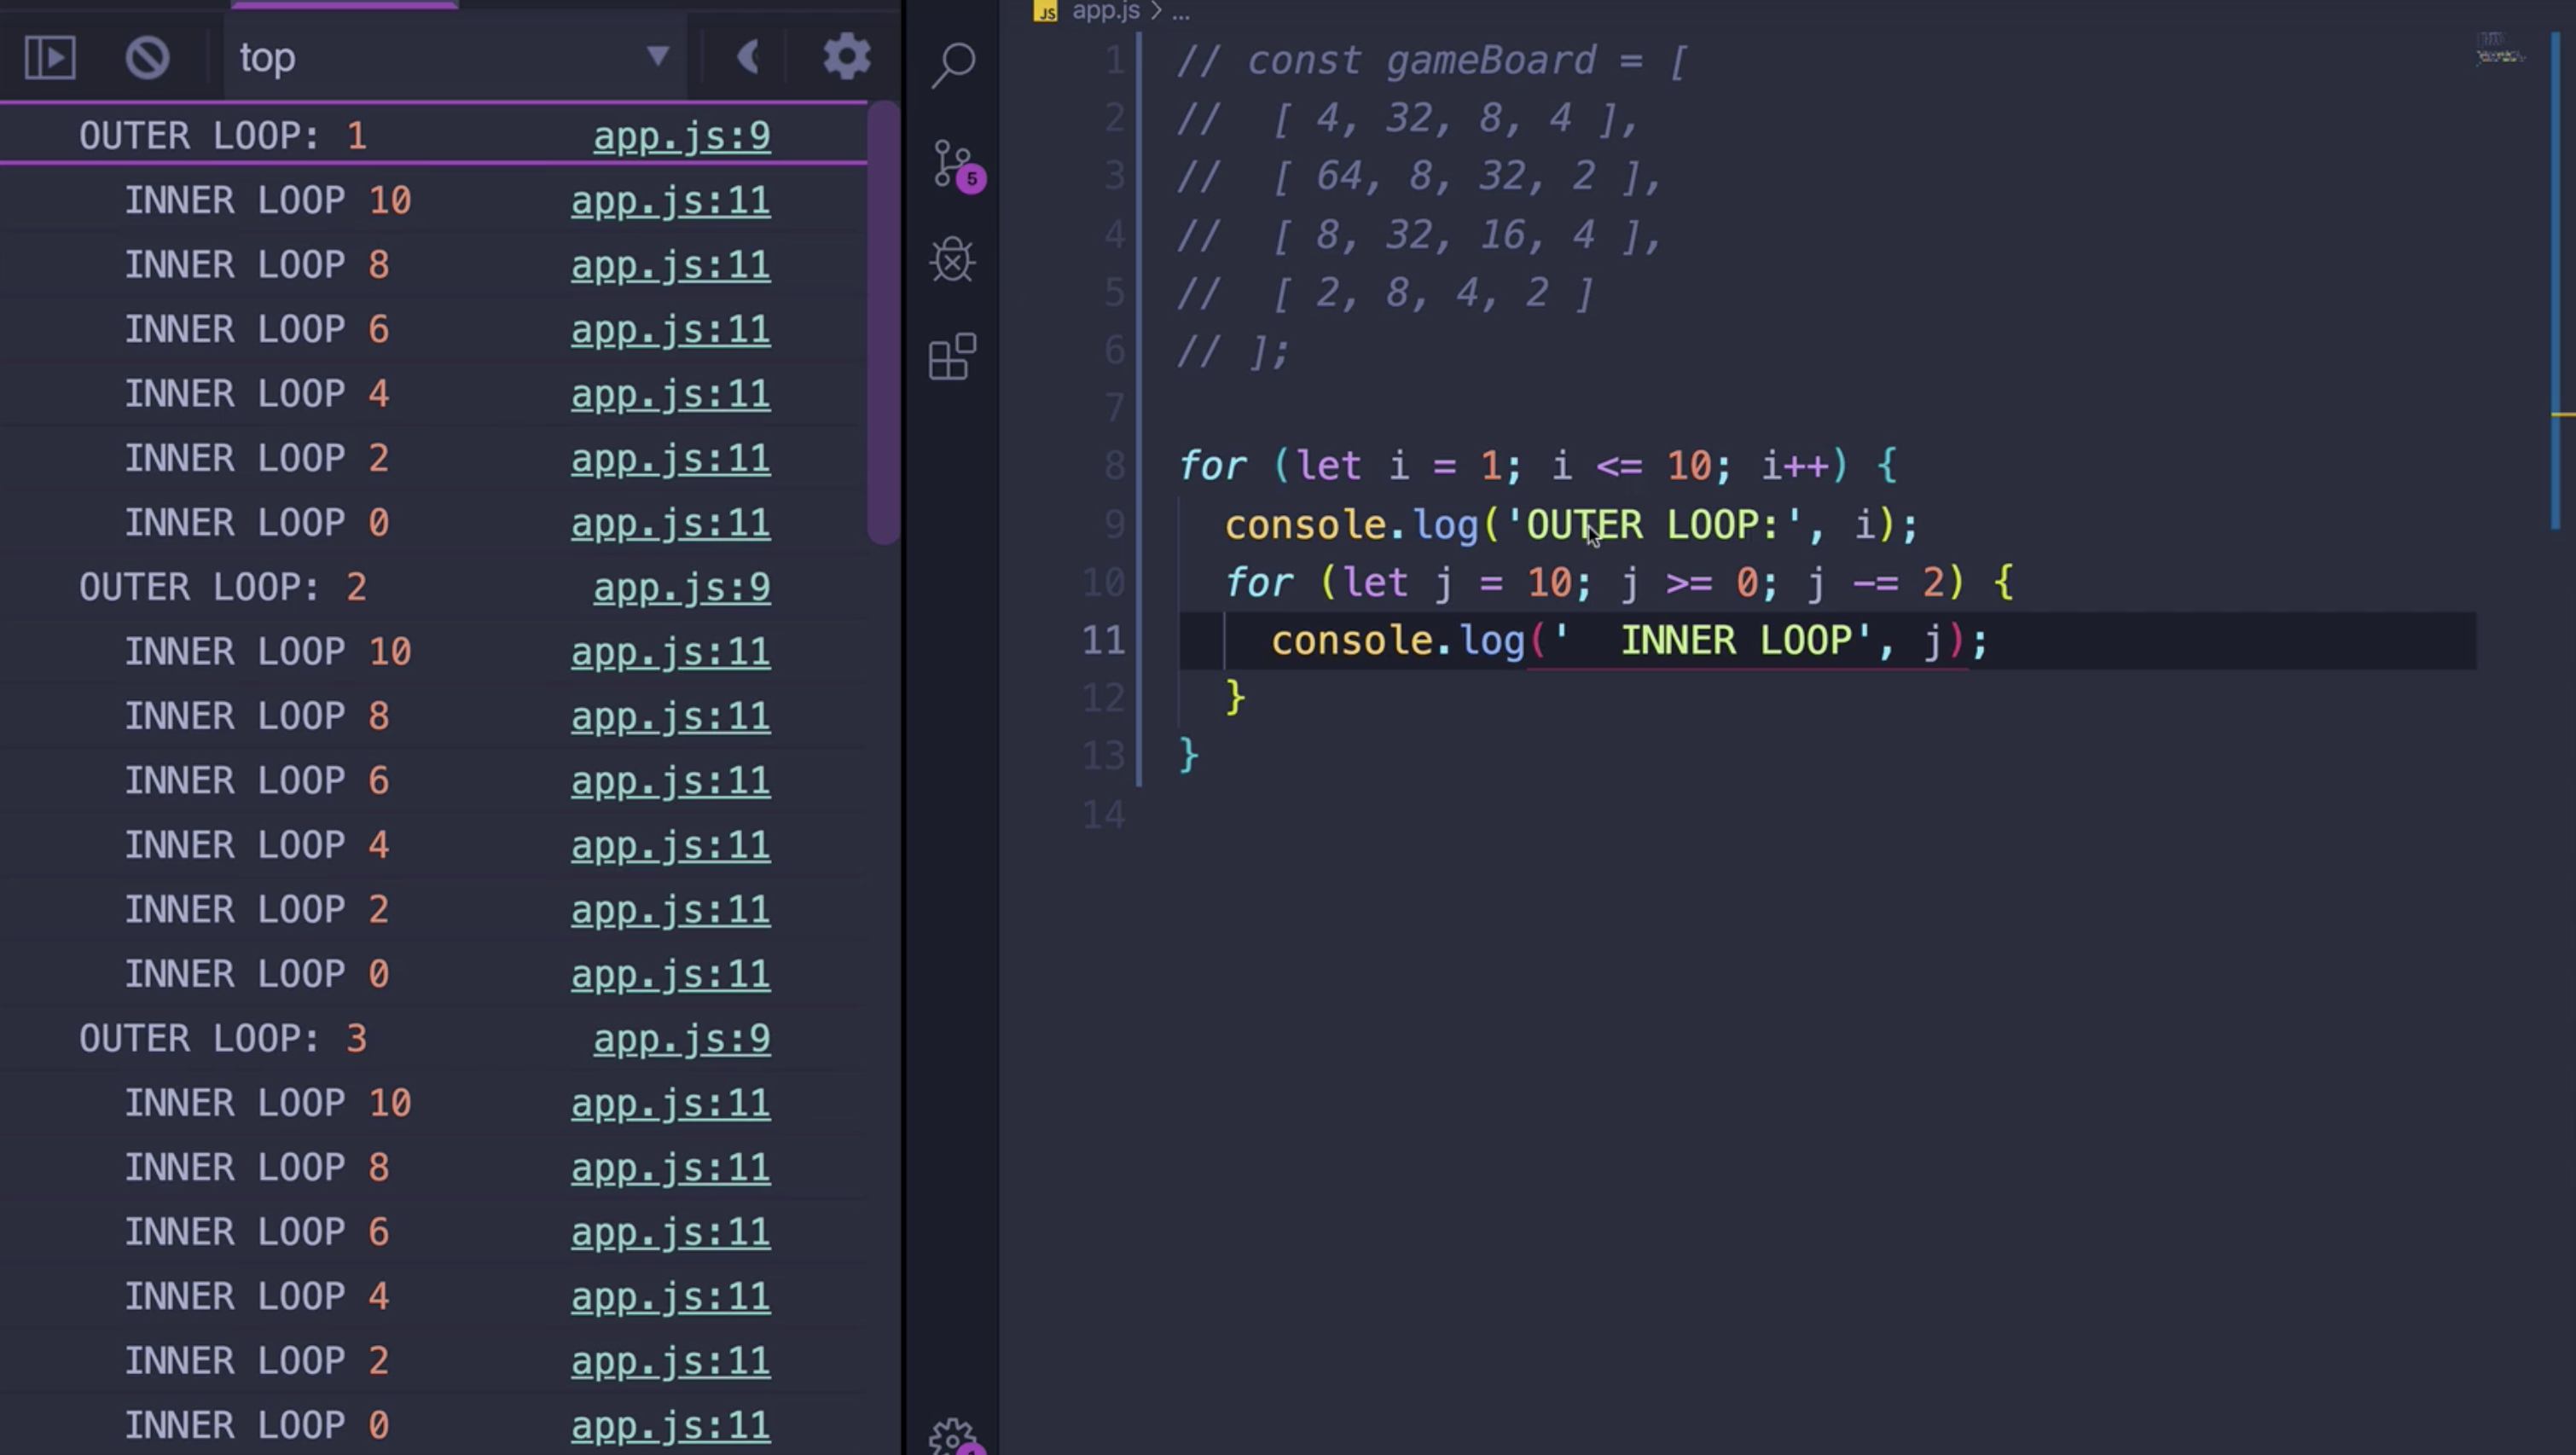 top
OUTER LOOP: 1 app.js:9
INNER LOOP 10 app.js:11
INNER LOOP 8 app.js:11
INNER LOOP 6 app.js:11
INNER LOOP 4 app.js:11
INNER LOOP 2 app.js:11
INNER LOOP 0 app.js:11
OUTER LOOP: 2 app.js:9
INNER LOOP 10 app.js:11
INNER LOOP 8 app.js:11
INNER LOOP 6 app.js:11
INNER LOOP 4 app.js:11
INNER LOOP 2 app.js:11
INNER LOOP 0 app.js:11
OUTER LOOP: 3 app.js:9
INNER LOOP 10 app.js:11
INNER LOOP 8 app.js:11
INNER LOOP 6 app.js:11
INNER LOOP 4 app.js:11
INNER LOOP 2 app.js:11
INNER LOOP 0 app.js:11
5
JS app.js > ...
1 // const gameBoard = [
2 //  [ 4, 32, 8, 4 ],
3 //  [ 64, 8, 32, 2 ],
4 //  [ 8, 32, 16, 4 ],
5 //  [ 2, 8, 4, 2 ]
6 // ];
7
8 for (let i = 1; i <= 10; i++) {
9   console.log('OUTER LOOP:', i);
10   for (let j = 10; j >= 0; j -= 2) {
11     console.log('  INNER LOOP', j);
12   }
13 }
14